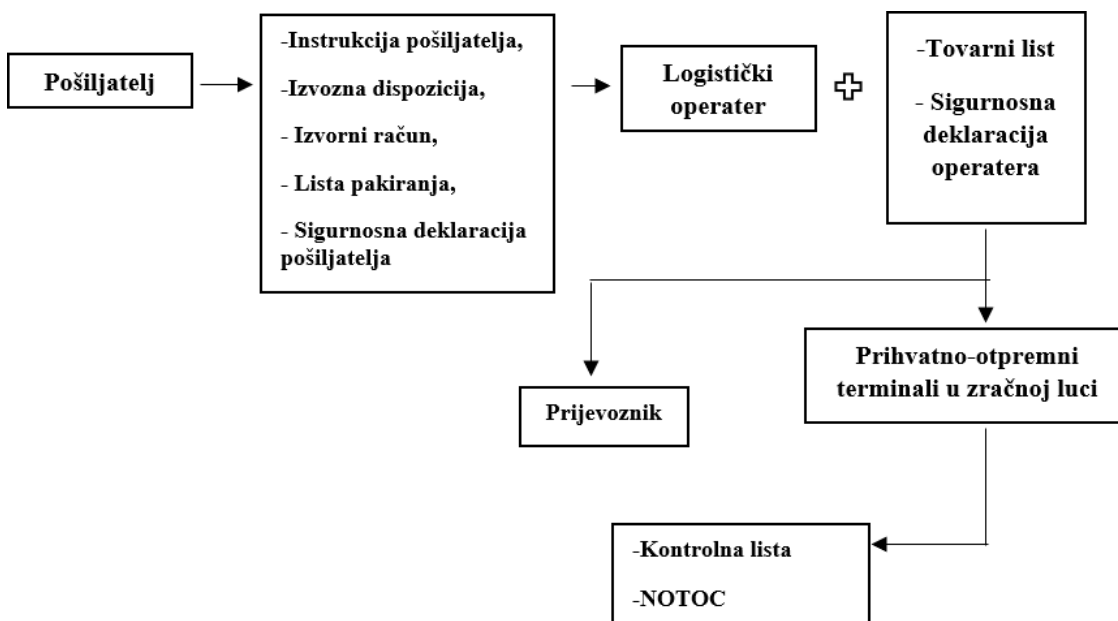 Pošiljatelj
-Instrukcija pošiljatelja,
-Izvozna dispozicija,
- Izvorni račun,
- Lista pakiranja,
- Sigurnosna deklaracija
pošiljatelja
Logistički
operater
-Tovarni list
- Sigurnosna
deklaracija
operatera
Prijevoznik
Prihvatno-otpremni
terminali u zračnoj luci
-Kontrolna lista
-NOTOC